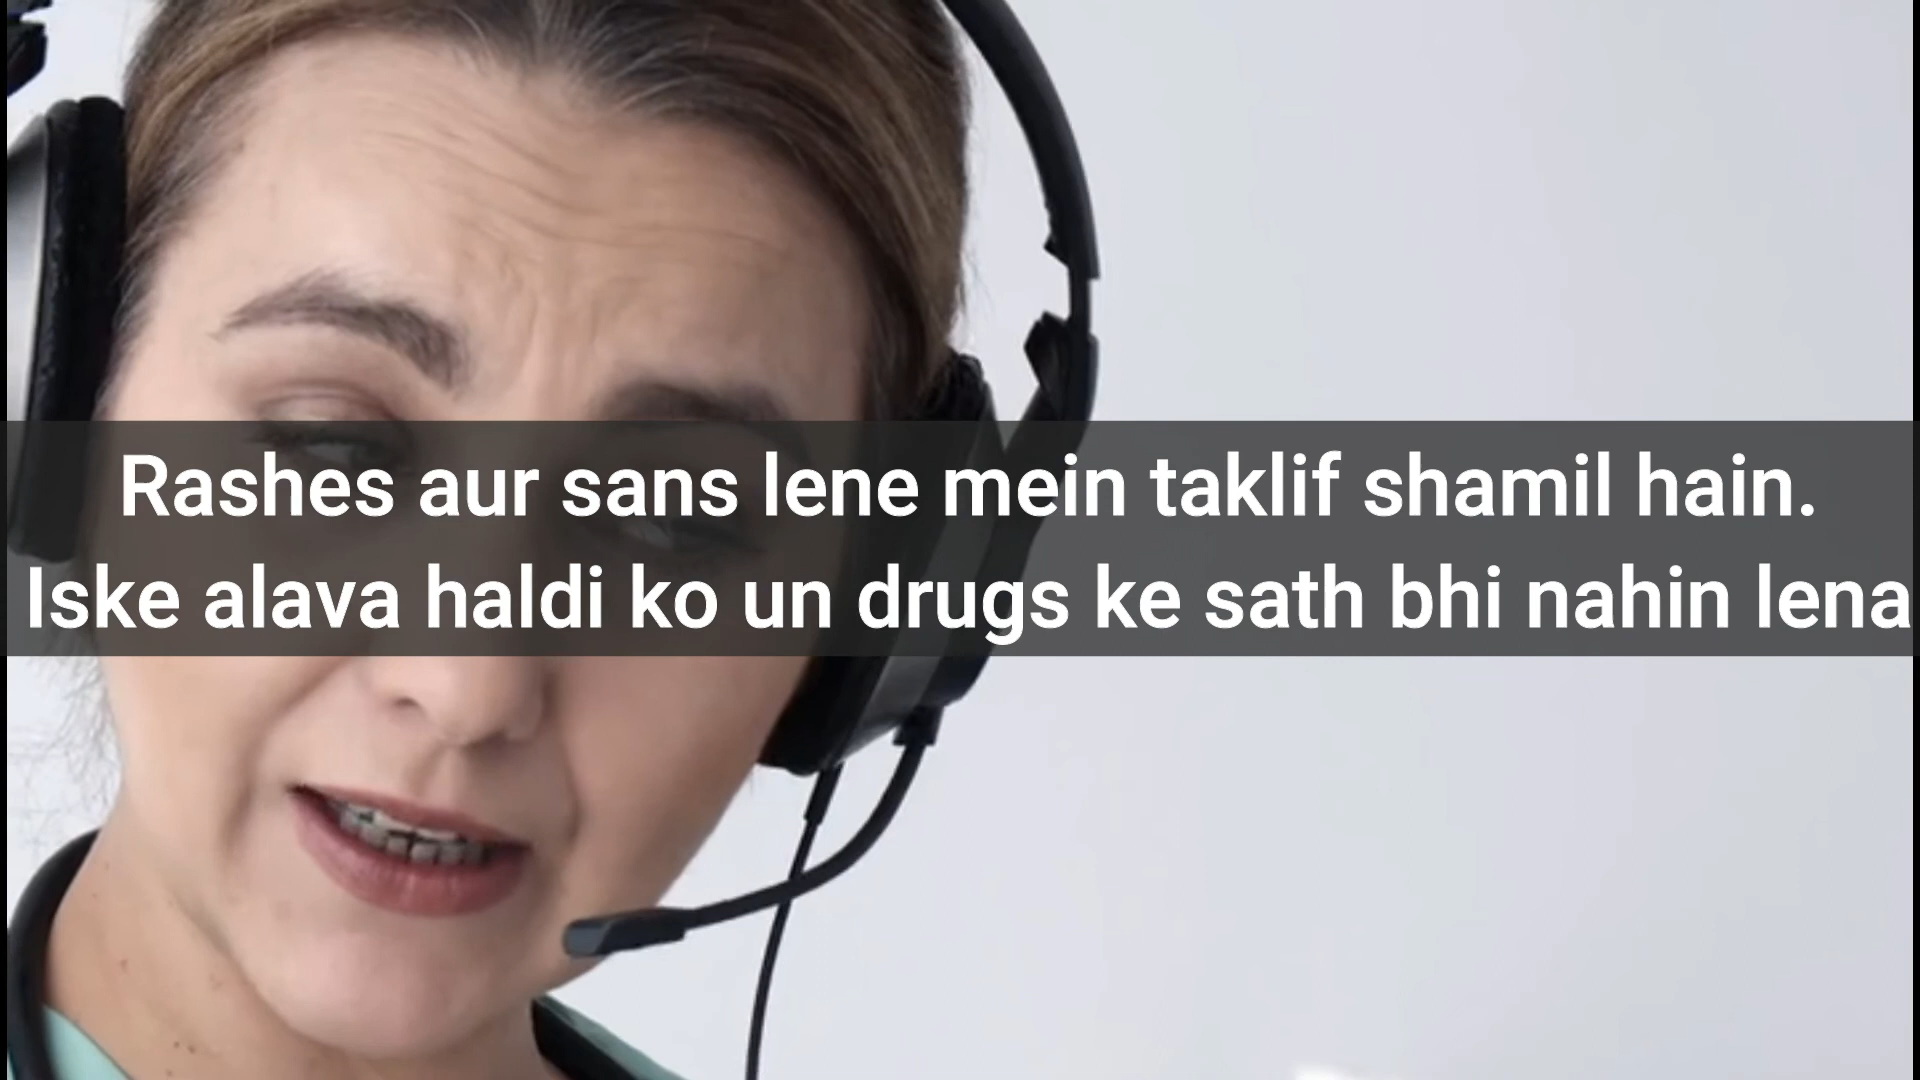 Rashes aur sans lene mein taklif shamil hain.
Iske alava haldi ko un drugs ke sath bhi nahin lena